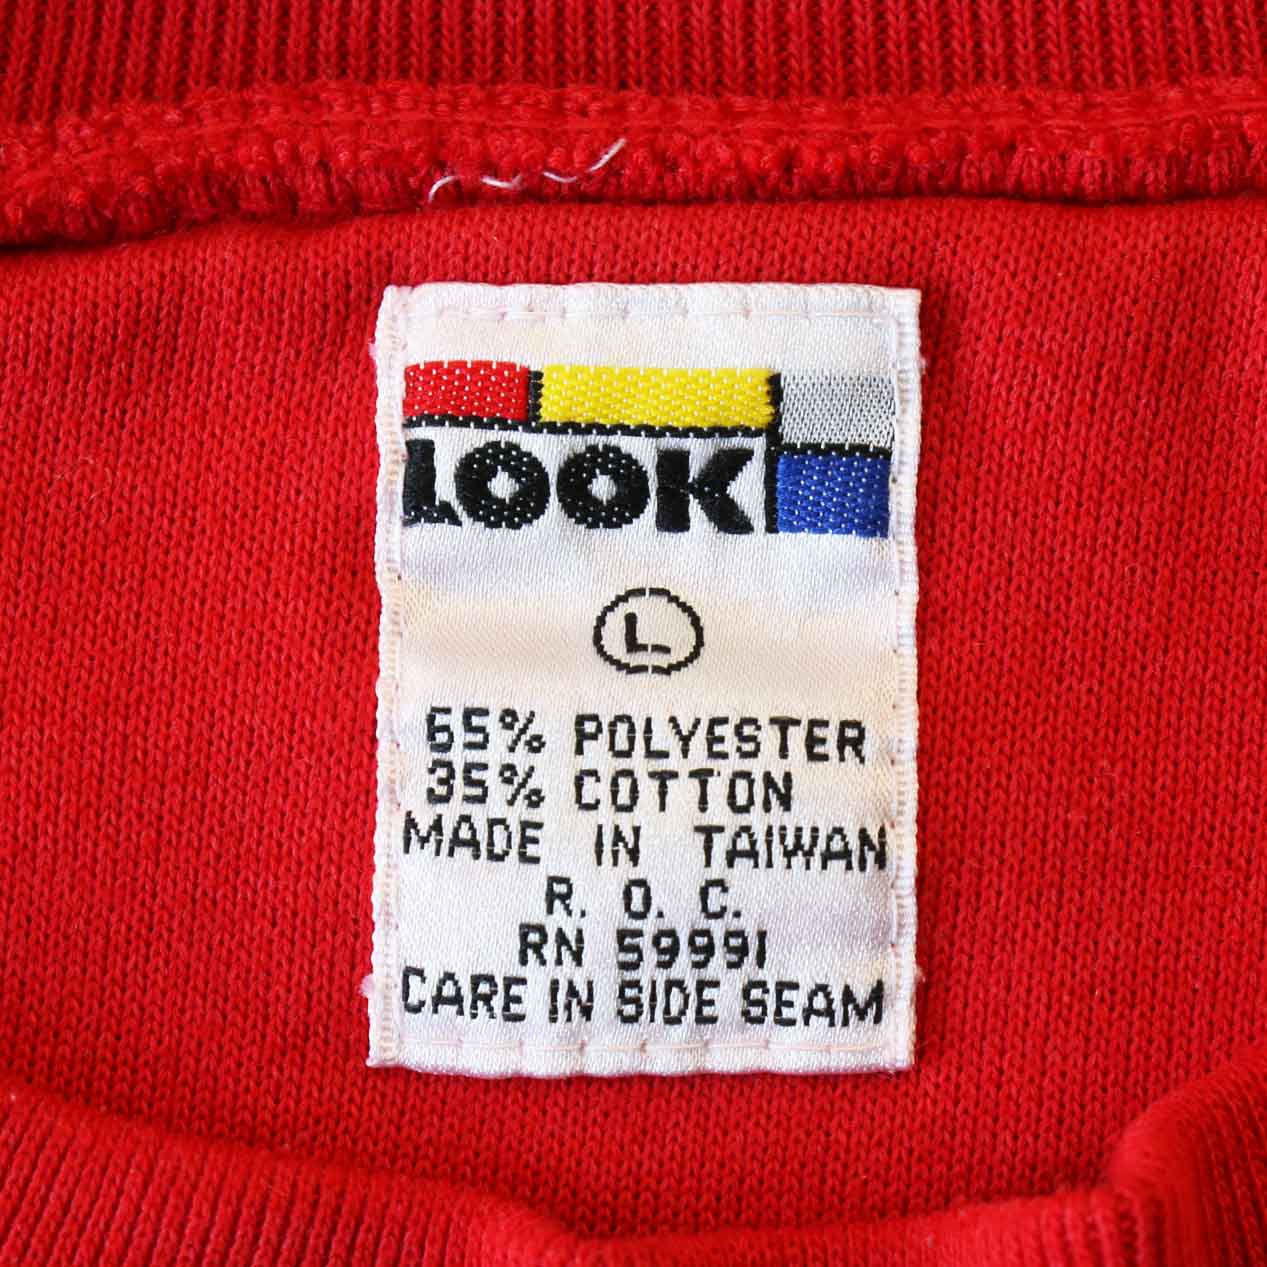 LOOK
L
65% POLYESTER
35% COTTON
MADE IN TAIWAN
R. O. C.
RN 59991
CARE IN SIDE SEAM